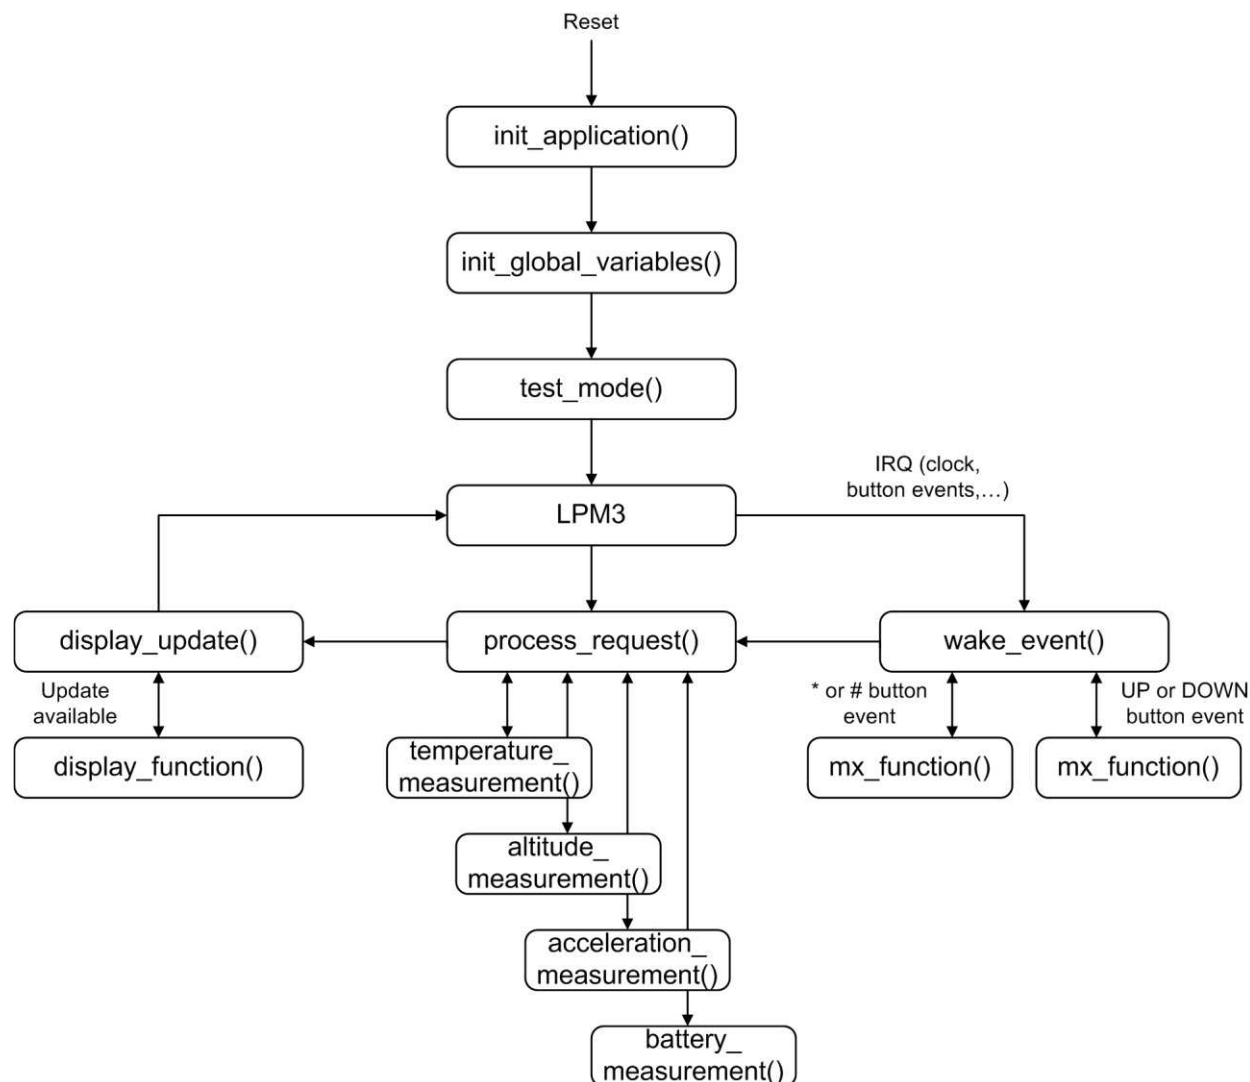 Reset
init_application()
init_global_variables()
test_mode()
IRQ (clock,
button events,…)
LPM3
display_update()
process_request()
wake_event()
Update
available
* or # button
event
UP or DOWN
button event
display_function()
temperature_
measurement()
mx_function()
mx_function()
altitude_
measurement()
acceleration_
measurement()
battery_
measurement()